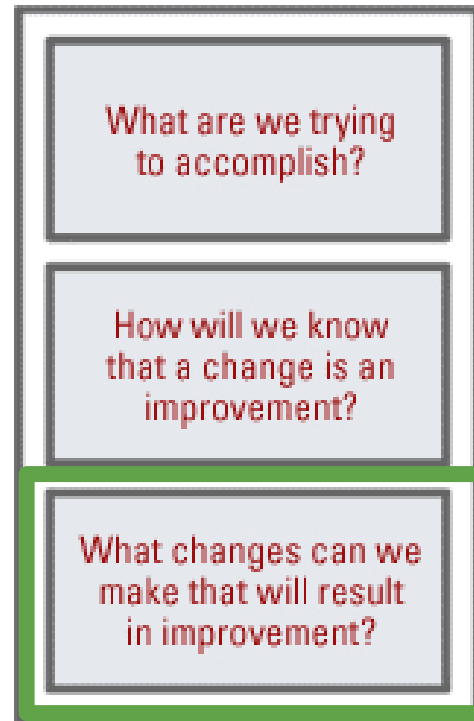 What are we trying
to accomplish?
How will we know
that a change is an
improvement?
What changes can we
make that will result
in improvement?